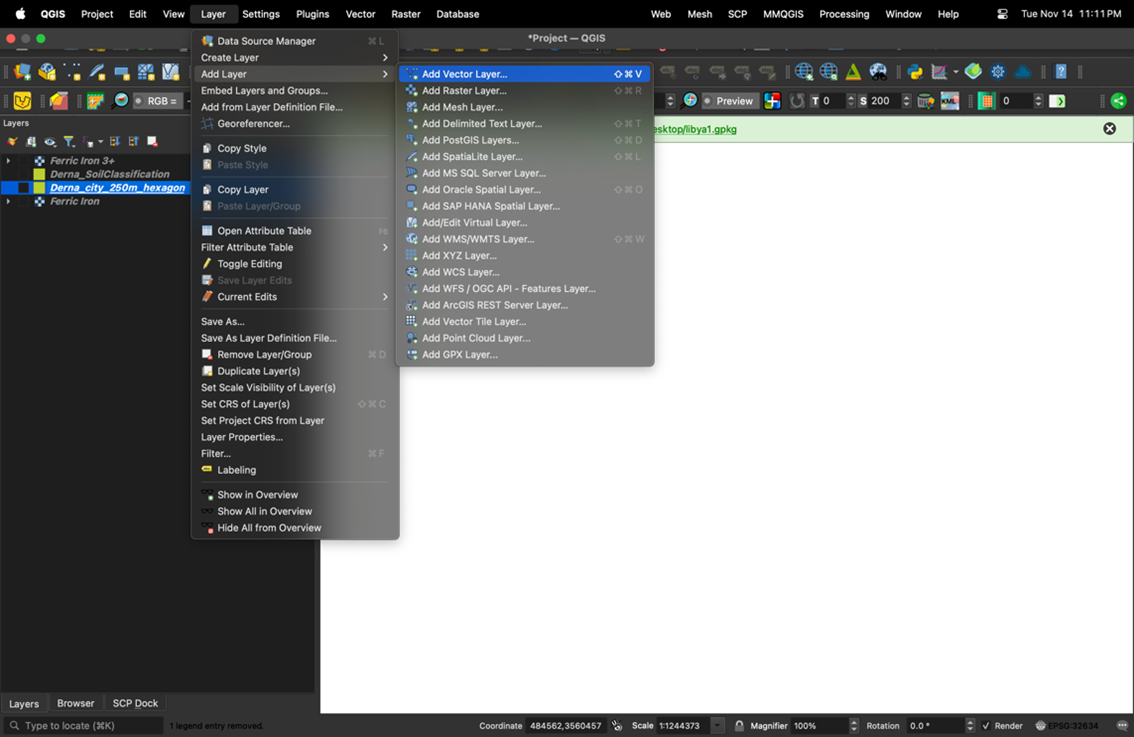 QGIS Project Edit View Layer Settings Plugins Vector Raster Database Web Mesh SCP MMQGIS Processing Window Help Tue Nov 14 11:11 PM
*Project — QGIS
RGB =
Preview
T 0
S 200
KML
0
Layers
Ferric Iron 3+
Derna_SoilClassification
Derna_city_250m_hexagon
Ferric Iron
Data Source Manager ⌘ L
Create Layer
Add Layer
Embed Layers and Groups...
Add from Layer Definition File...
Georeferencer...
Copy Style
Paste Style
Copy Layer
Paste Layer/Group
Open Attribute Table F6
Filter Attribute Table
Toggle Editing
Save Layer Edits
Current Edits
Save As...
Save As Layer Definition File...
Remove Layer/Group ⌘ D
Duplicate Layer(s)
Set Scale Visibility of Layer(s)
Set CRS of Layer(s) ⇧ ⌘ C
Set Project CRS from Layer
Layer Properties...
Filter... ⌘ F
Labeling
Show in Overview
Show All in Overview
Hide All from Overview
Add Vector Layer... ⇧ ⌘ V
Add Raster Layer... ⇧ ⌘ R
Add Mesh Layer...
Add Delimited Text Layer... ⇧ ⌘ T
Add PostGIS Layers... ⇧ ⌘ D
Add SpatiaLite Layer... ⇧ ⌘ L
Add MS SQL Server Layer...
Add Oracle Spatial Layer... ⇧ ⌘ O
Add SAP HANA Spatial Layer...
Add/Edit Virtual Layer...
Add WMS/WMTS Layer... ⇧ ⌘ W
Add XYZ Layer...
Add WCS Layer...
Add WFS / OGC API - Features Layer...
Add ArcGIS REST Server Layer...
Add Vector Tile Layer...
Add Point Cloud Layer...
Add GPX Layer...
esktop/libya1.gpkg
Layers Browser SCP Dock
Type to locate (⌘K) 1 legend entry removed. Coordinate 484562,3560457 Scale 1:1244373 Magnifier 100% Rotation 0.0 ° Render EPSG:32634